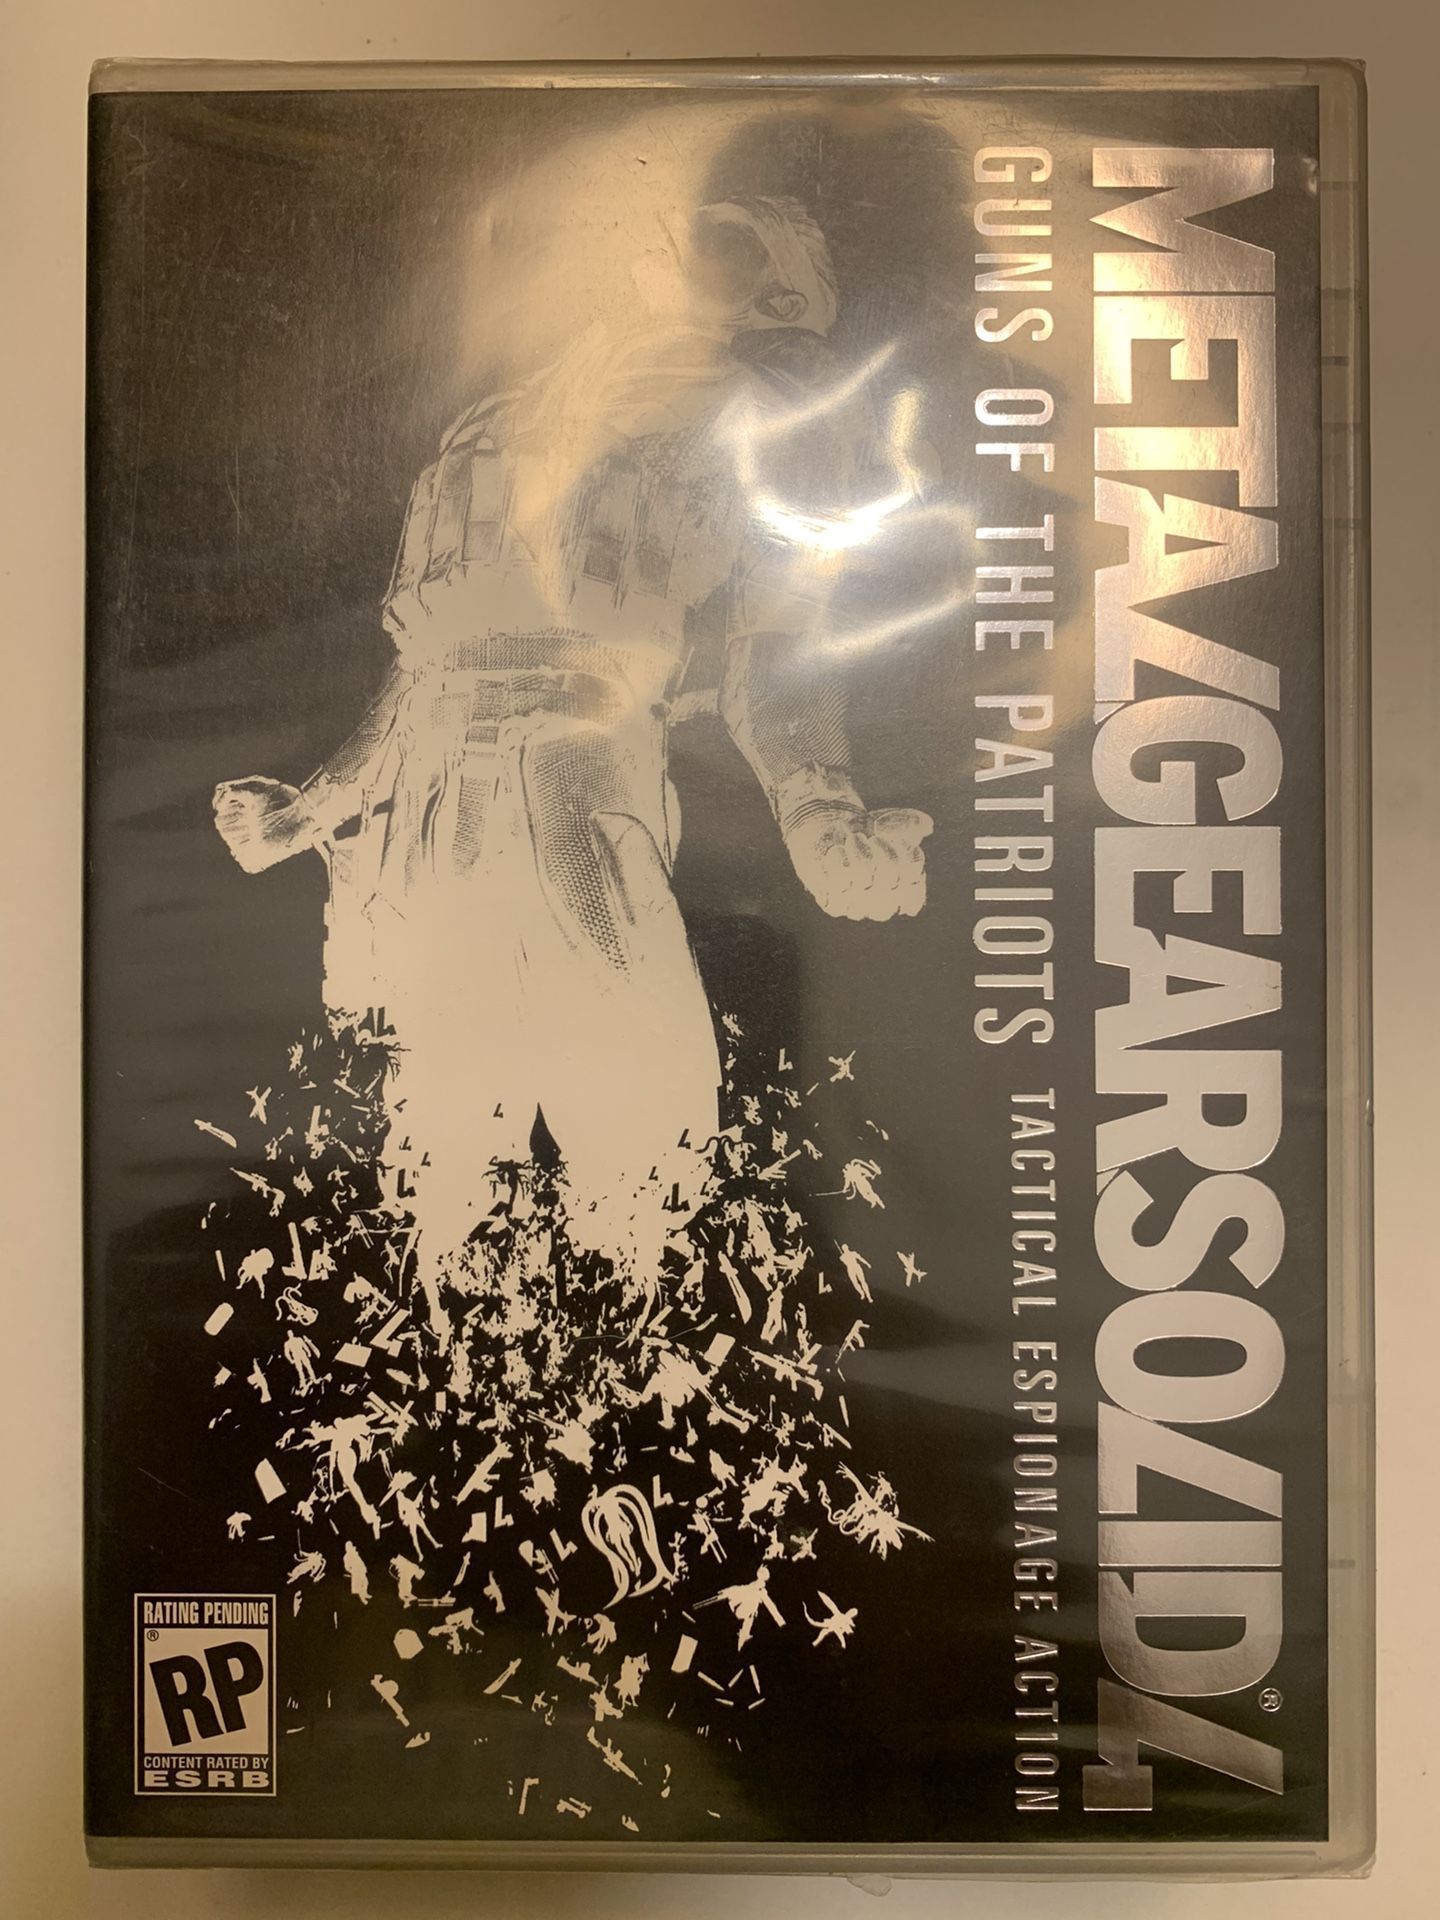 METAL GEAR SOLID 4®
GUNS OF THE PATRIOTS TACTICAL ESPIONAGE ACTION
RATING PENDING
®
RP
CONTENT RATED BY
ESRB